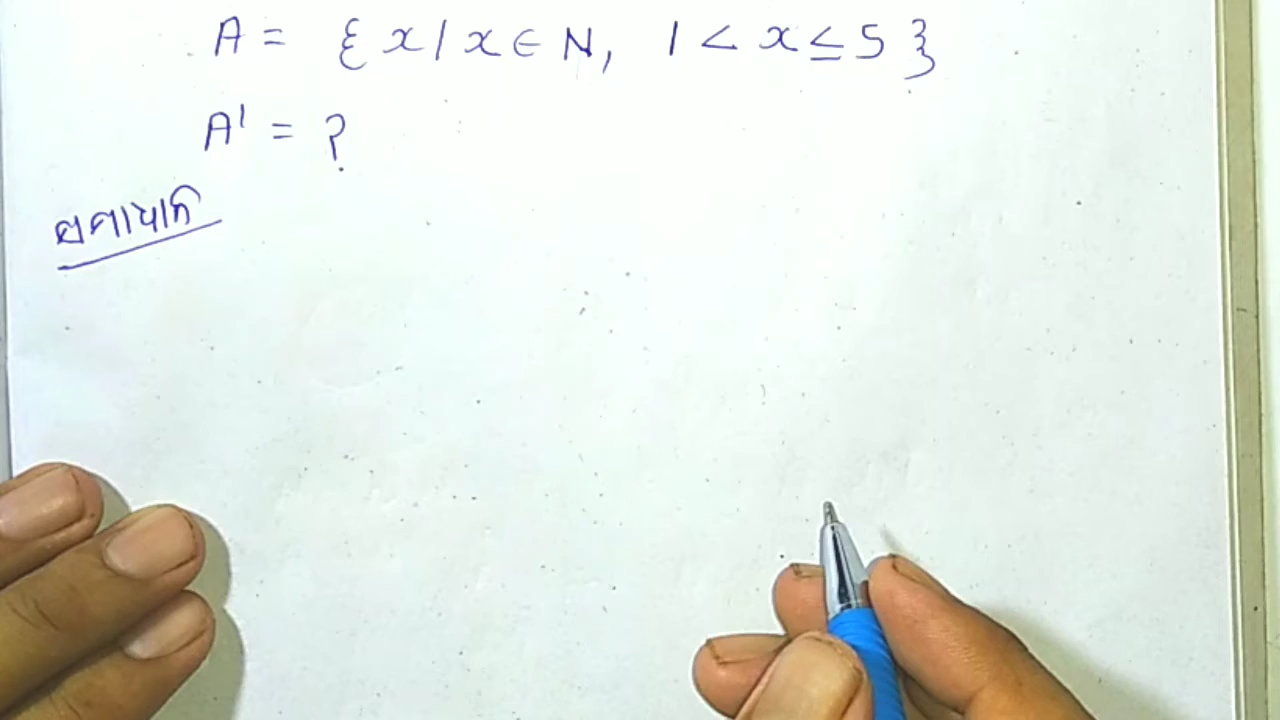 A = { x / x ∈ N, 1 < x ≤ 5 }
A' = ?
ସମାଧାନ